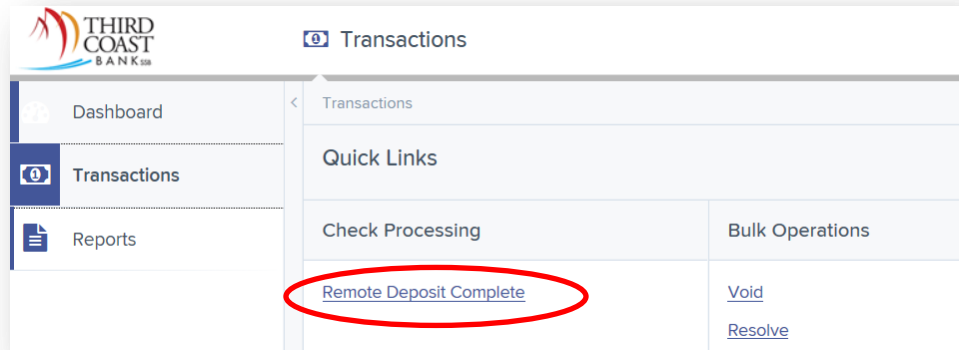 THIRD
COAST
BANK SSB
Transactions
Dashboard
Transactions
Reports
Transactions
Quick Links
Check Processing
Bulk Operations
Remote Deposit Complete
Void
Resolve